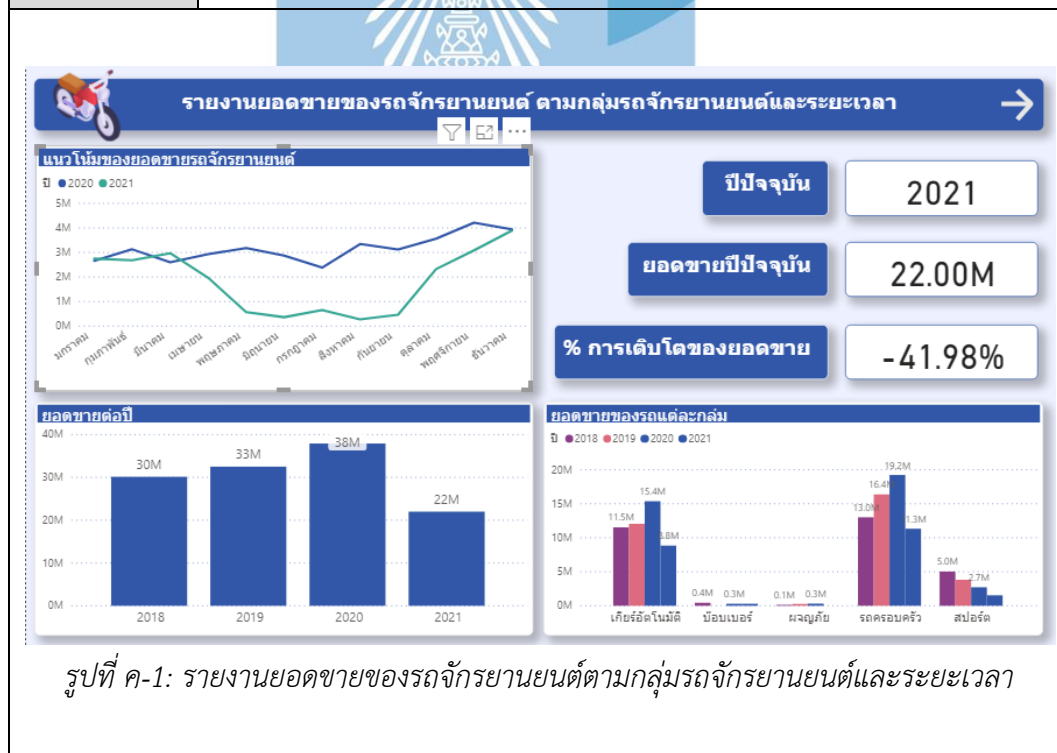 รายงานยอดขายของรถจักรยานยนต์ ตามกลุ่มรถจักรยานยนต์และระยะเวลา
แนวโน้มของยอดขายรถจักรยานยนต์
ปี 2020 2021
5M
4M
3M
2M
1M
0M
มกราคม กุมภาพันธ์ มีนาคม เมษายน พฤษภาคม มิถุนายน กรกฎาคม สิงหาคม กันยายน ตุลาคม พฤศจิกายน ธันวาคม
ปีปัจจุบัน
2021
ยอดขายปีปัจจุบัน
22.00M
% การเติบโตของยอดขาย
-41.98%
ยอดขายต่อปี
40M
30M
20M
10M
0M
30M 33M 38M 22M
2018 2019 2020 2021
ยอดขายของรถแต่ละกลุ่ม
ปี 2018 2019 2020 2021
20M
15M
10M
5M
0M
11.5M 15.4M 8.8M 0.4M 0.3M 0.1M 0.3M 13.0M 16.4M 19.2M 11.3M 5.0M 2.7M
เกียร์อัตโนมัติ บ๊อบเบอร์ ผจญภัย รถครอบครัว สปอร์ต
รูปที่ ค-1: รายงานยอดขายของรถจักรยานยนต์ตามกลุ่มรถจักรยานยนต์และระยะเวลา